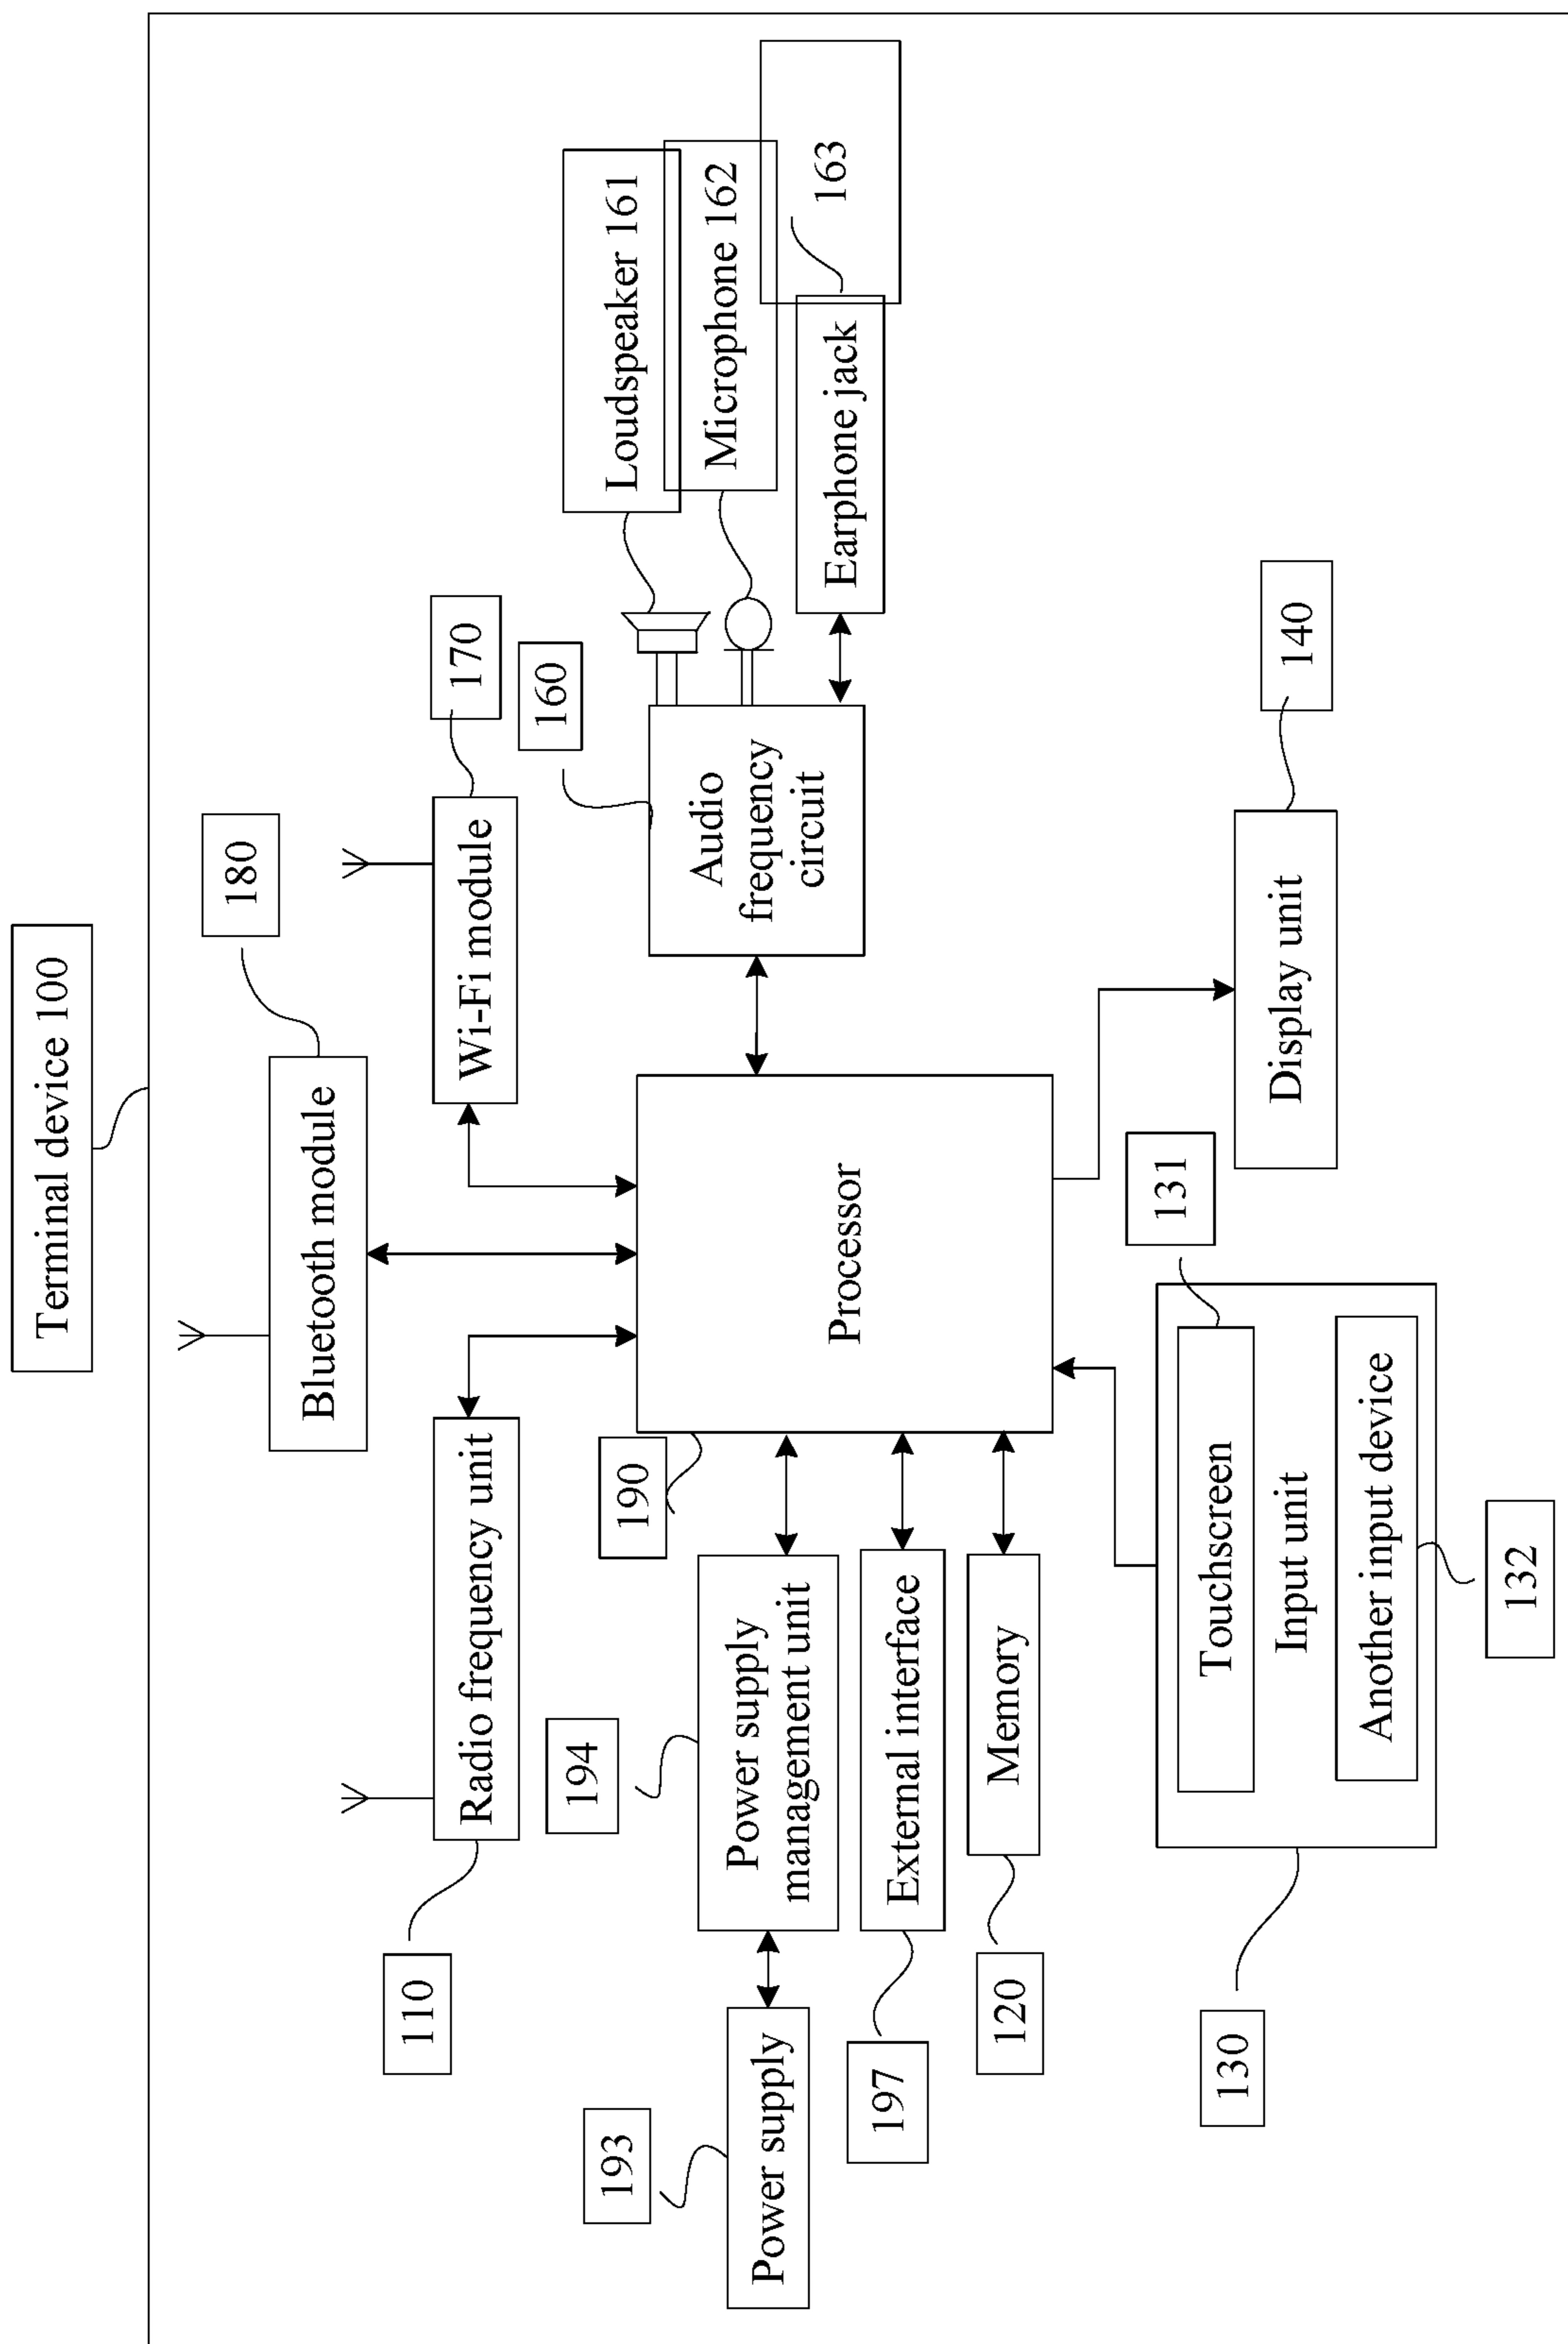 Terminal device 100
180
Bluetooth module
110
Radio frequency unit
Wi-Fi module
170
193
Power supply
194
Power supply
management unit
190
Processor
160
Audio
frequency
circuit
Loudspeaker 161
Microphone 162
Earphone jack
163
197
External interface
120
Memory
130
131
Touchscreen
Input unit
Another input device
132
Display unit
140